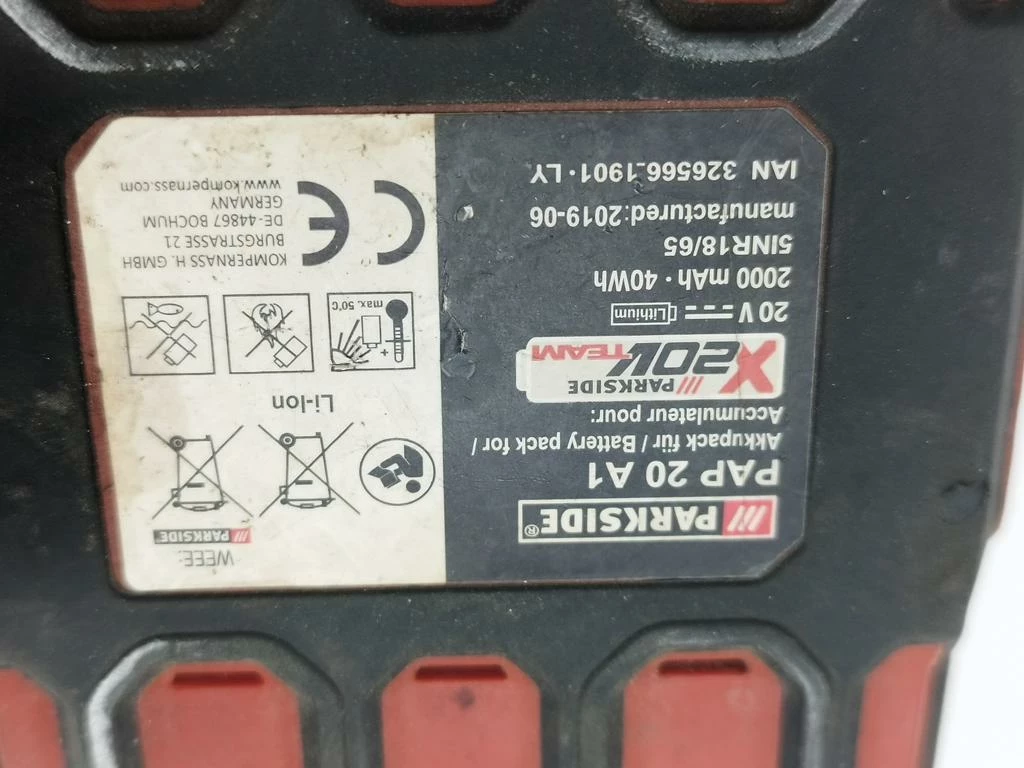 /// PARKSIDE®
PAP 20 A1
Akkupack für / Battery pack for /
Accumulateur pour:
/// PARKSIDE
X20V TEAM
20 V Lithium
2000 mAh · 40Wh
5INR18/65
manufactured:2019-06
IAN 326566_1901 · LY.
WEEE:
/// PARKSIDE
Li-Ion
max. 50°C
CE
KOMPERNASS H. GMBH
BURGSTRASSE 21
DE-44867 BOCHUM
GERMANY
www.kompernass.com